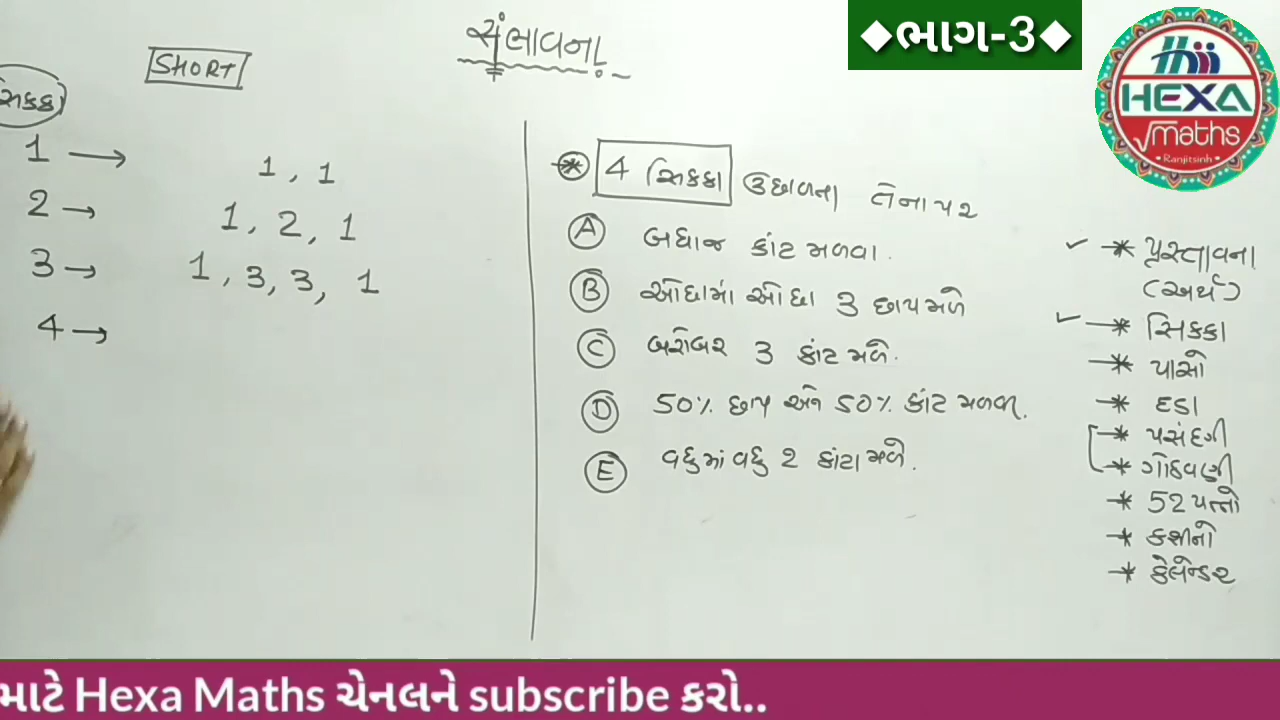 ◆ભાગ-3◆
HEXA
maths
Ranjitsinh
સંભાવના
SHORT
સિક્કા
1 → 1, 1
2 → 1, 2, 1
3 → 1, 3, 3, 1
4 →
* 4 સિક્કા ઉછાળતા તેના પર
A બધાજ કાંટ મળવા.
B ઓછામાં ઓછા 3 છાપ મળે
C બરોબર 3 કાંટ મળે.
D 50% છાપ અને 50% કાંટ મળવા.
E વધુમાં વધુ 2 કાંટા મળે.
✓ * પ્રસ્તાવના
(અર્થ)
✓ * સિક્કા
* પાસો
* દડા
* પસંદગી
* ગોઠવણી
* 52 પત્તો
* કેલેન્ડર
માટે Hexa Maths ચેનલને subscribe કરો..